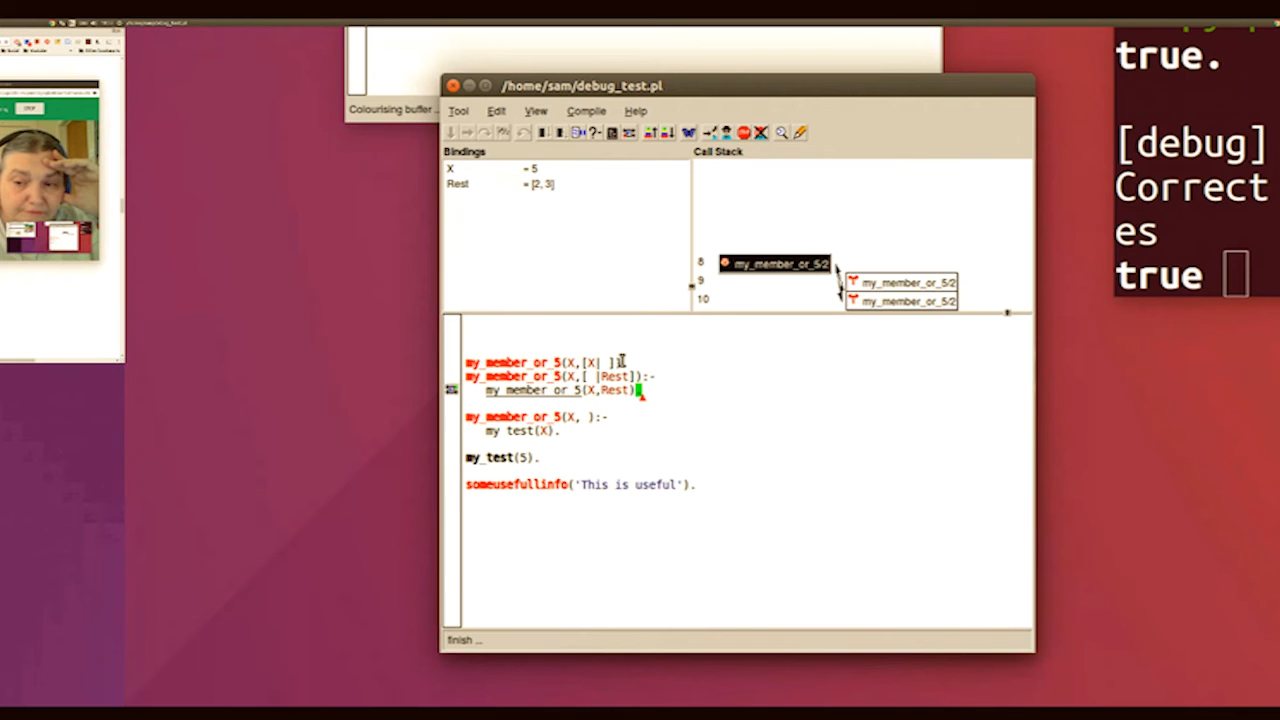 true.
[debug]
Correct
es
true
Colourising buffer ..
/home/sam/debug_test.pl
Tool Edit View Compile Help
Bindings
Call Stack
X = 5
Rest = [2, 3]
8 my_member_or_5/2
9 my_member_or_5/2
10 my_member_or_5/2
my_member_or_5(X,[X|_]).
my_member_or_5(X,[_|Rest]):-
my_member_or_5(X,Rest)
my_member_or_5(X,_):-
my_test(X).
my_test(5).
someusefullinfo('This is useful').
finish ...
STOP